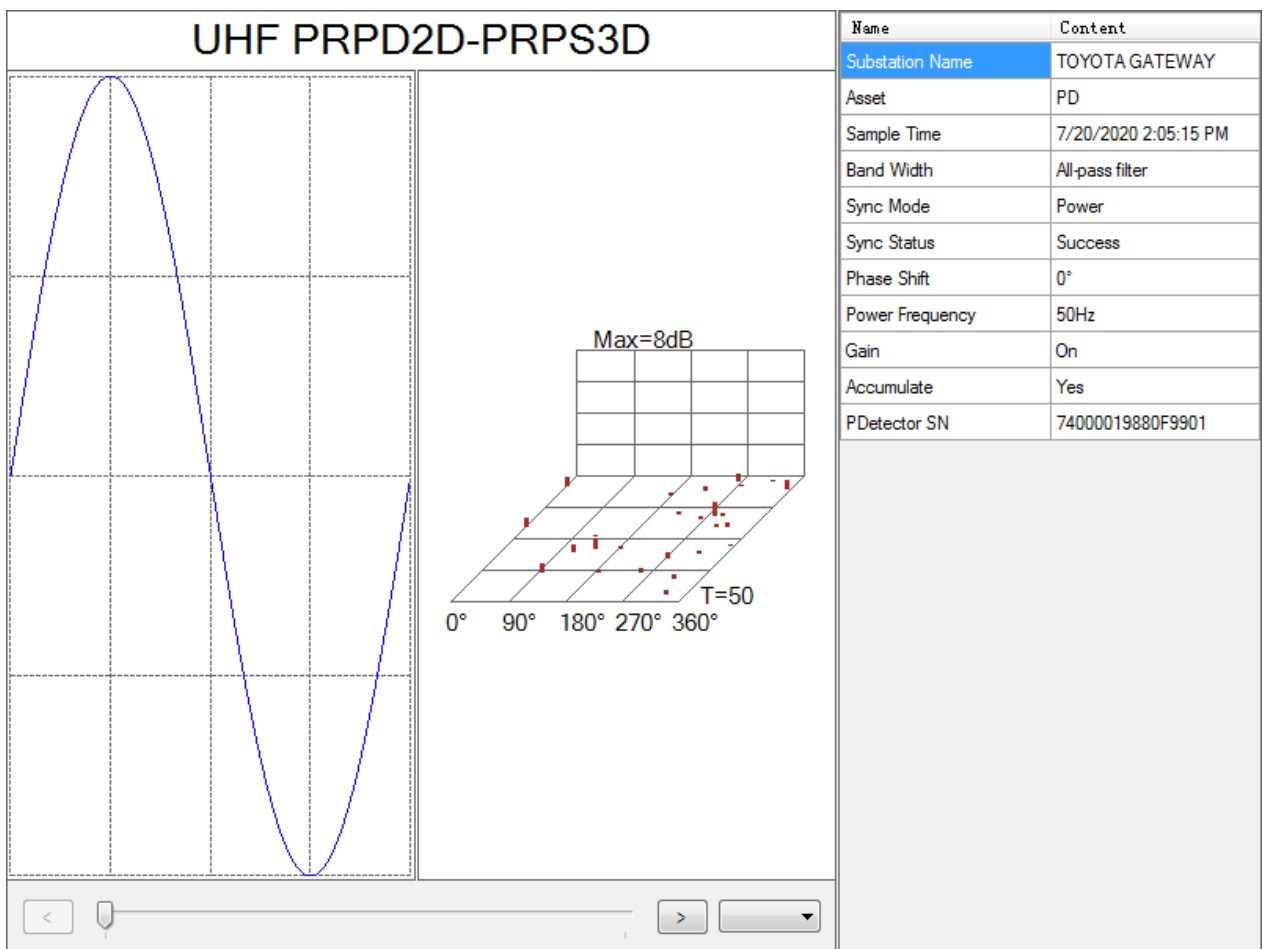 UHF PRPD2D-PRPS3D
Max=8dB
T=50
0° 90° 180° 270° 360°
< >
Name Content
Substation Name TOYOTA GATEWAY
Asset PD
Sample Time 7/20/2020 2:05:15 PM
Band Width All-pass filter
Sync Mode Power
Sync Status Success
Phase Shift 0°
Power Frequency 50Hz
Gain On
Accumulate Yes
PDetector SN 74000019880F9901